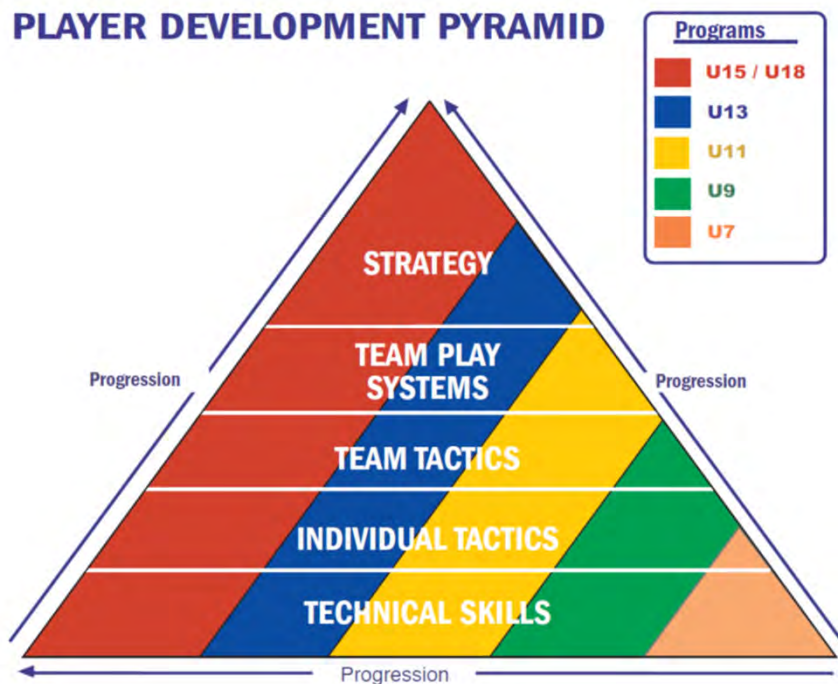 PLAYER DEVELOPMENT PYRAMID
Programs
U15 / U18
U13
U11
U9
U7
STRATEGY
TEAM PLAY
SYSTEMS
Progression
Progression
TEAM TACTICS
INDIVIDUAL TACTICS
TECHNICAL SKILLS
Progression